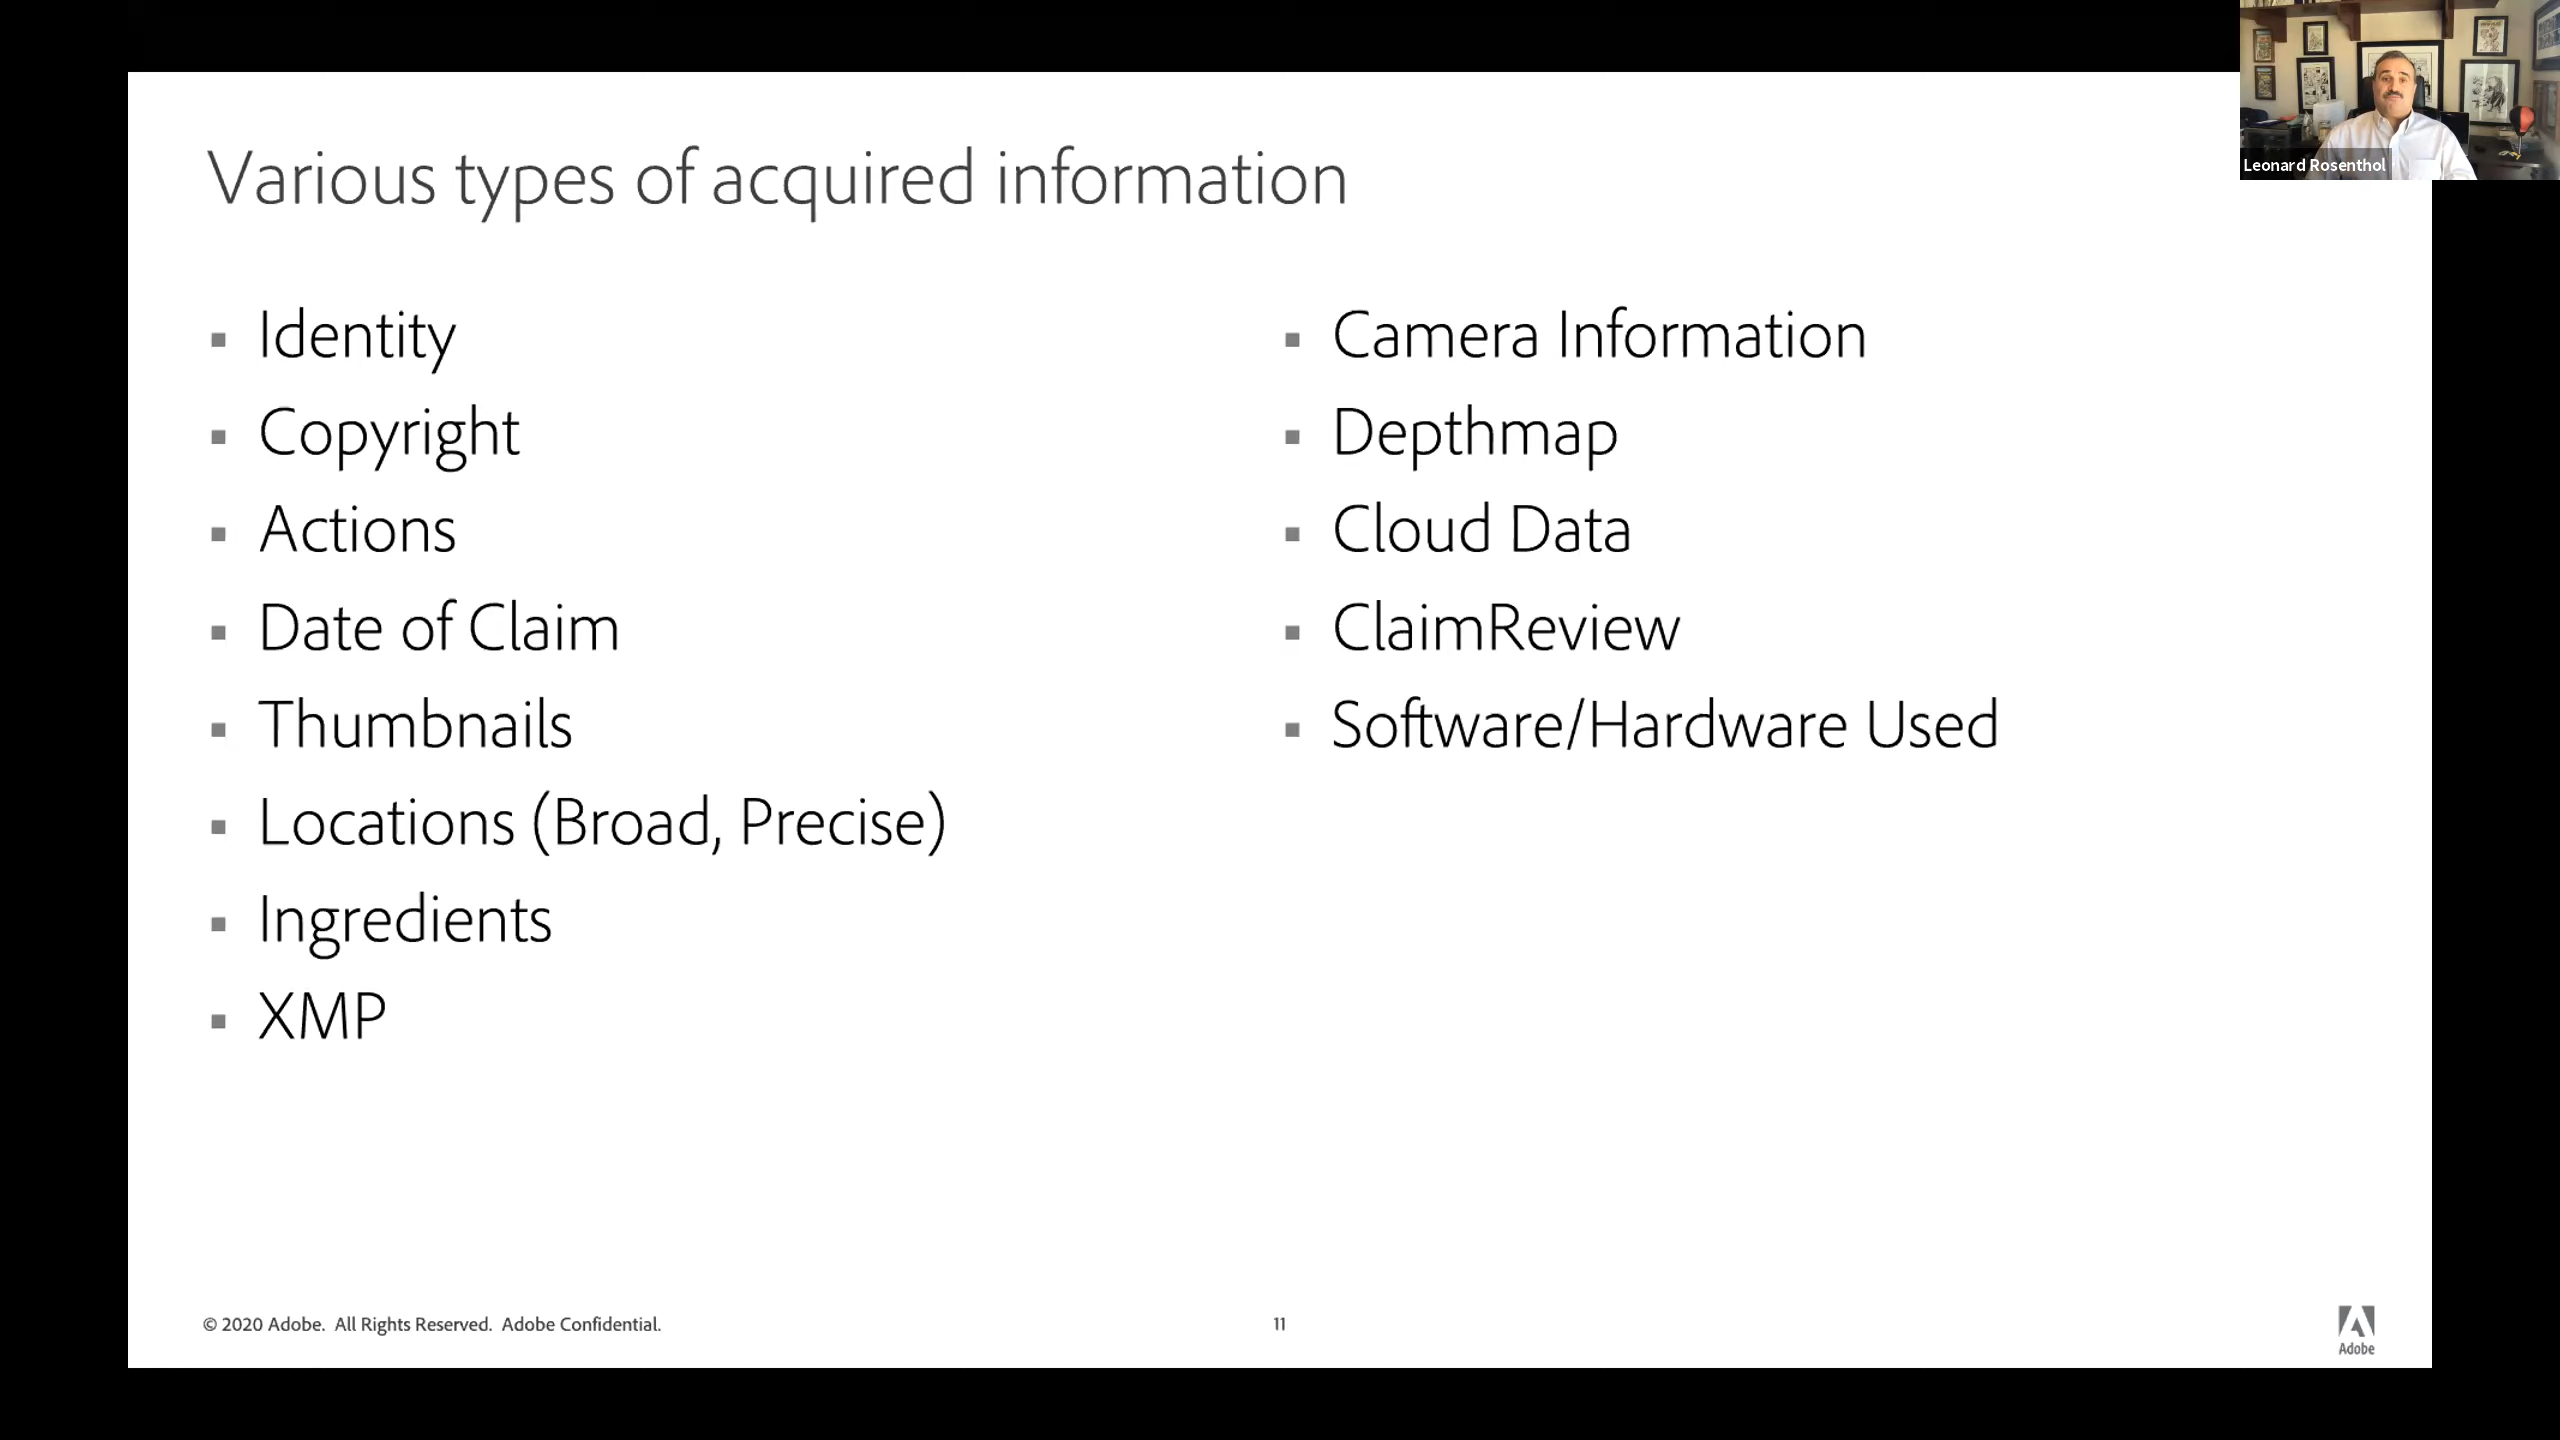 Leonard Rosenthol
Various types of acquired information
Identity
Copyright
Actions
Date of Claim
Thumbnails
Locations (Broad, Precise)
Ingredients
XMP
Camera Information
Depthmap
Cloud Data
ClaimReview
Software/Hardware Used
© 2020 Adobe. All Rights Reserved. Adobe Confidential.
11
Adobe